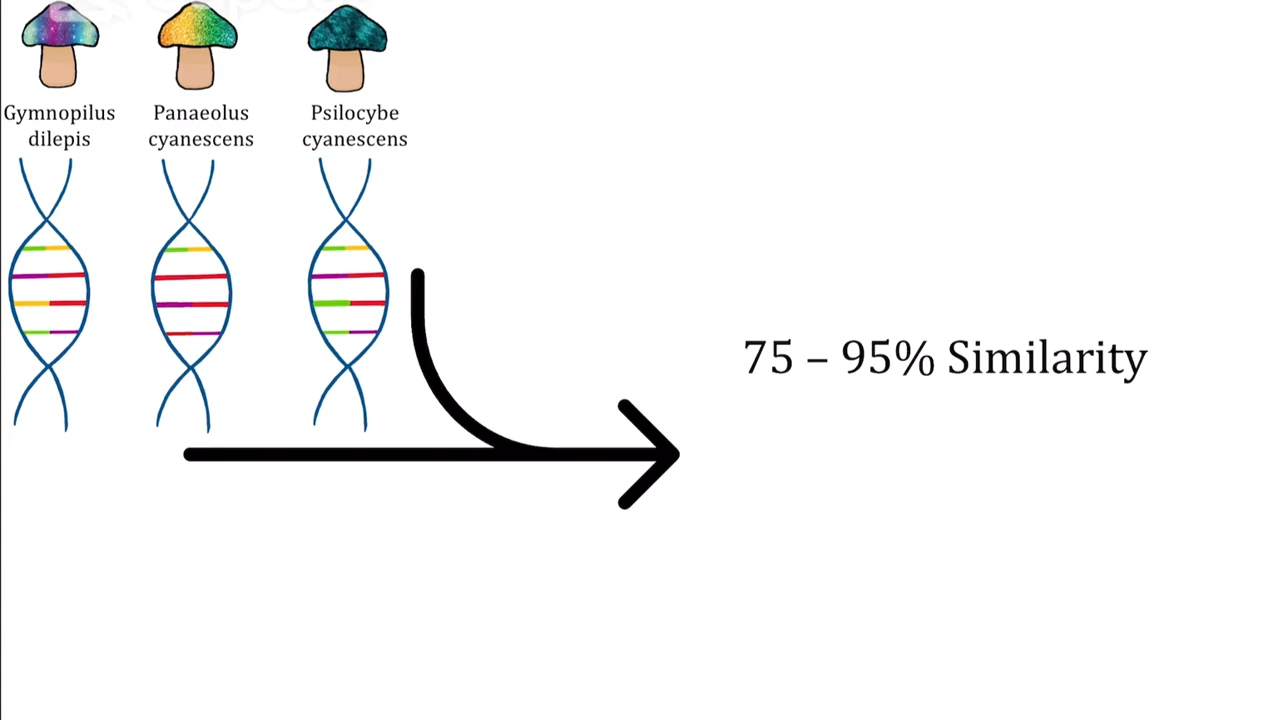 Gymnopilus
dilepis
Panaeolus
cyanescens
Psilocybe
cyanescens
75 – 95% Similarity